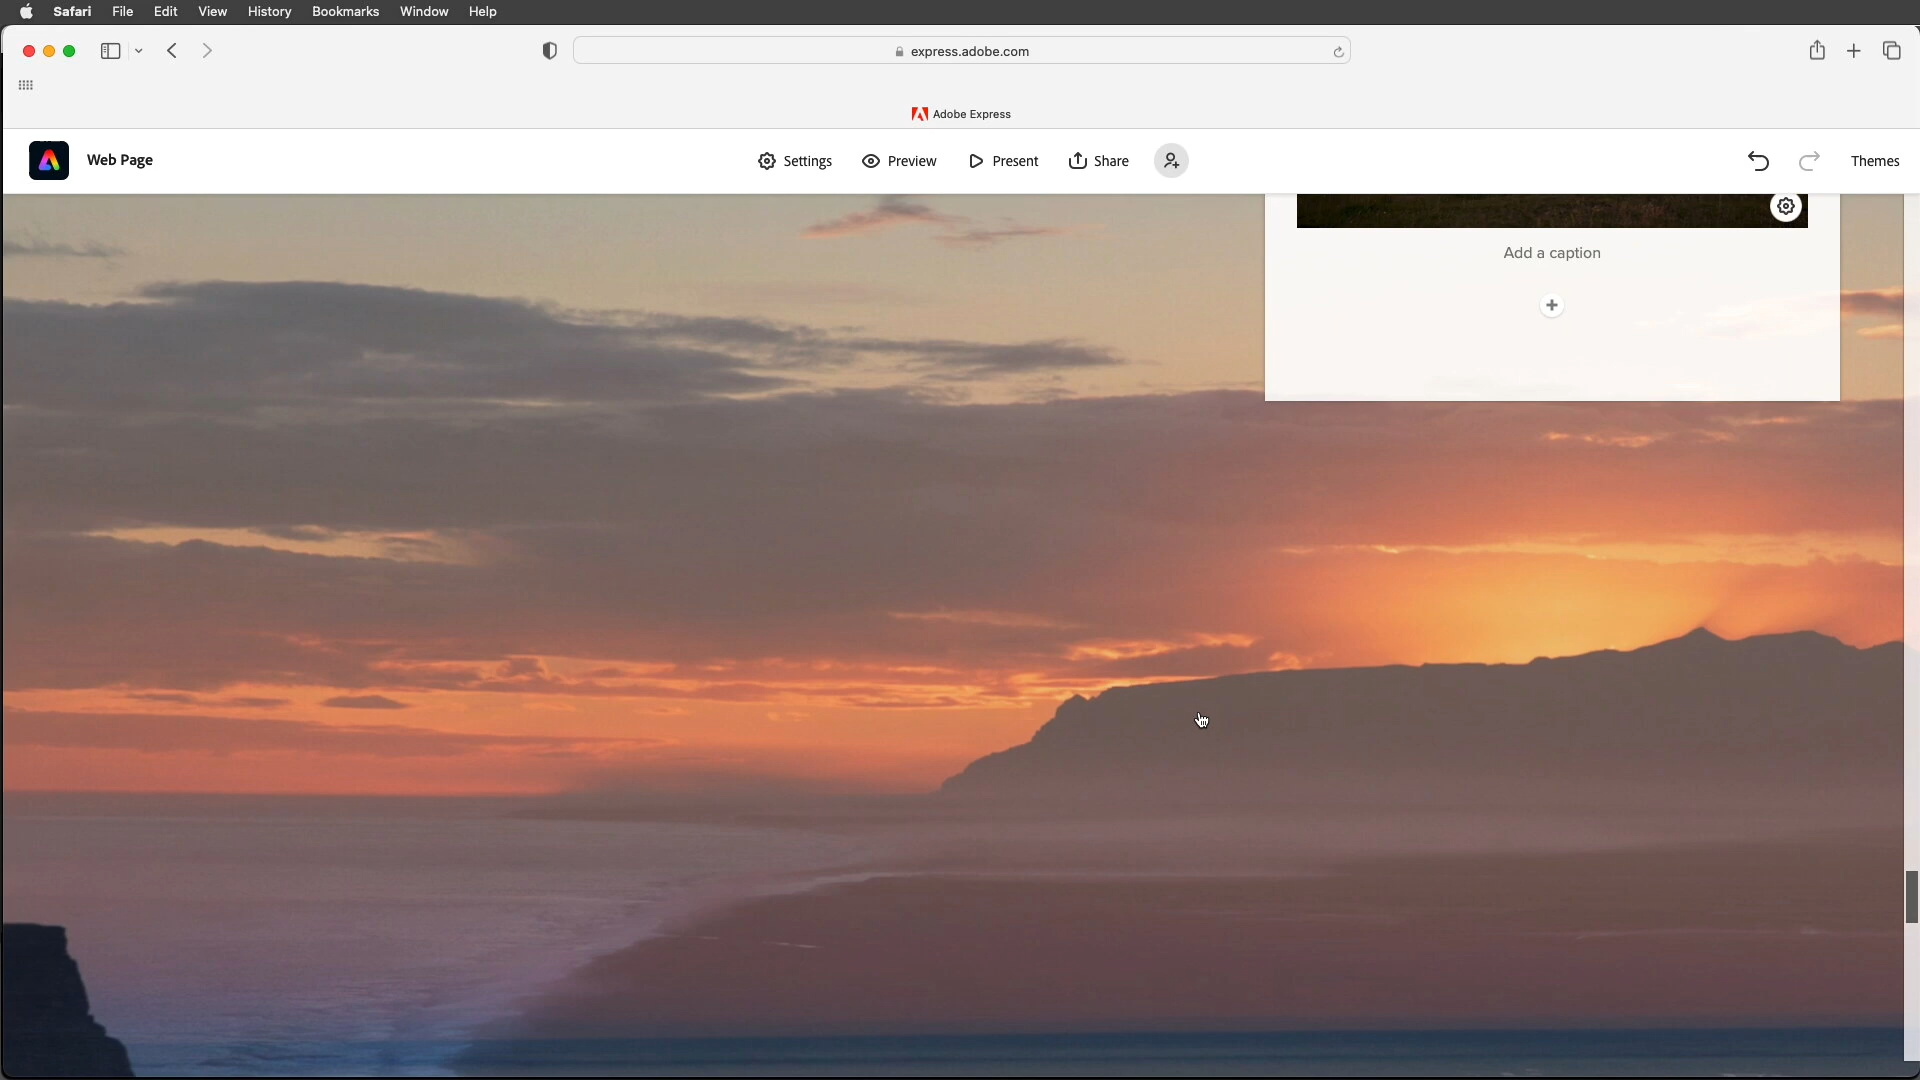 Safari File Edit View History Bookmarks Window Help
express.adobe.com
Adobe Express
Web Page Settings Preview Present Share Themes
Add a caption